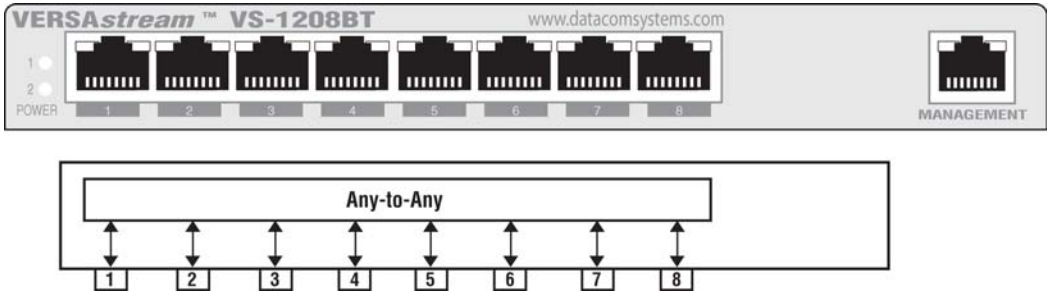 VERSAstream ™ VS-1208BT www.datacomsystems.com
1
2
POWER 1 2 3 4 5 6 7 8 MANAGEMENT
Any-to-Any
1 2 3 4 5 6 7 8